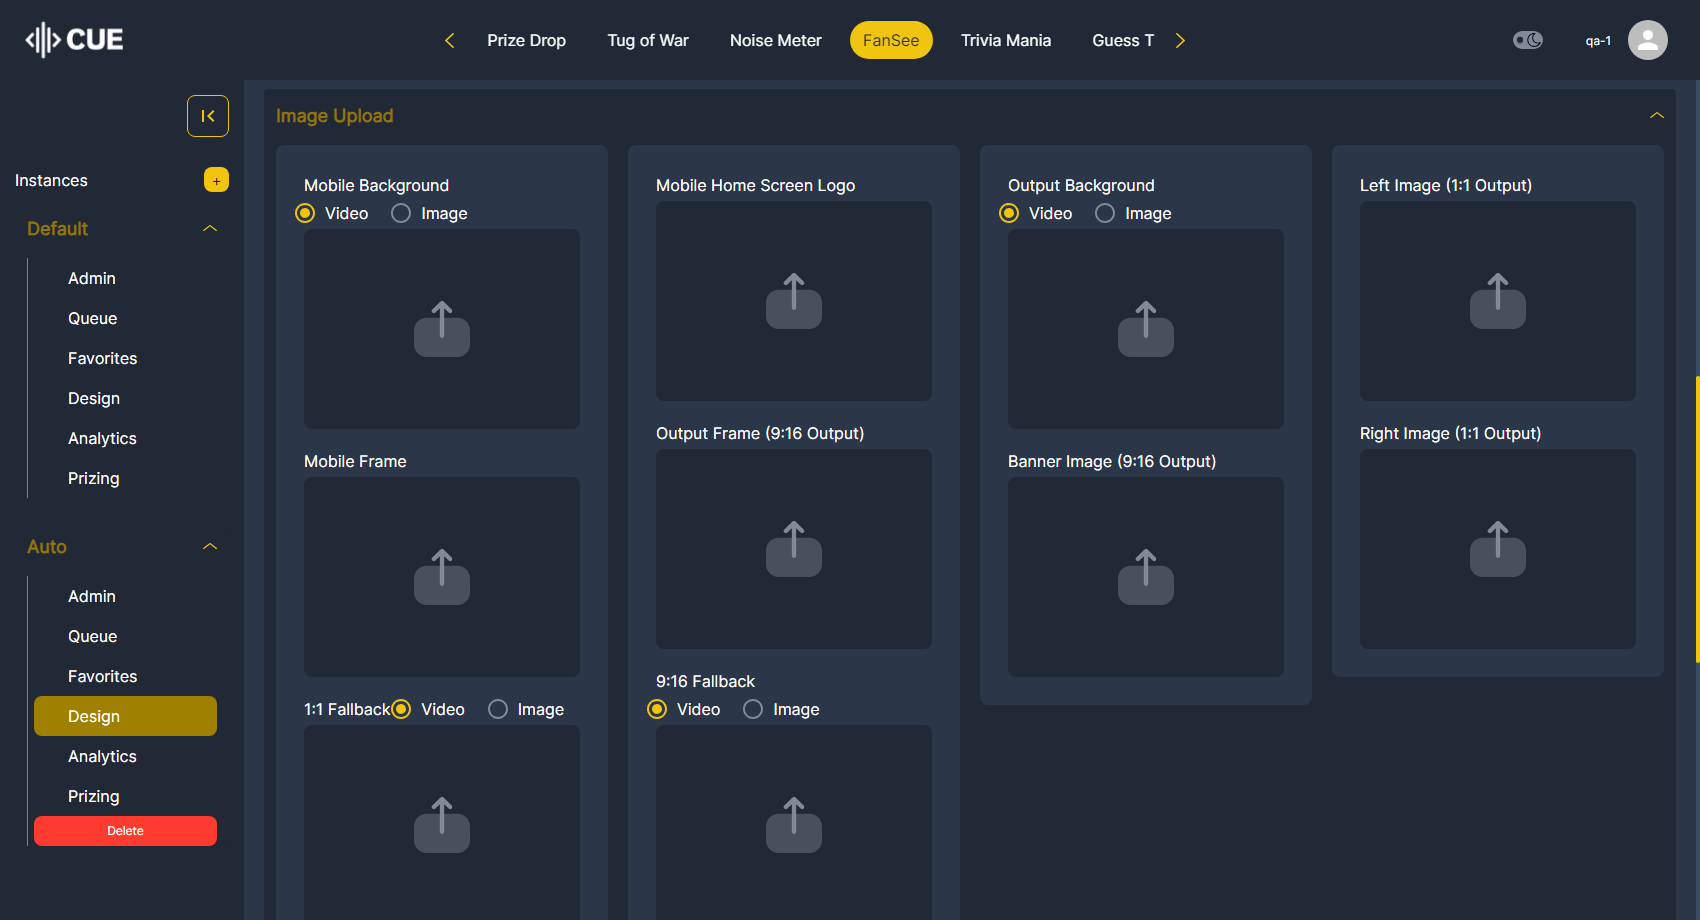 CUE
Prize Drop
Tug of War
Noise Meter
FanSee
Trivia Mania
Guess T
qa-1
Instances
+
Default
Admin
Queue
Favorites
Design
Analytics
Prizing
Auto
Admin
Queue
Favorites
Design
Analytics
Prizing
Delete
Image Upload
Mobile Background
Video Image
Mobile Frame
1:1 Fallback Video Image
Mobile Home Screen Logo
Output Frame (9:16 Output)
9:16 Fallback
Video Image
Output Background
Video Image
Banner Image (9:16 Output)
Left Image (1:1 Output)
Right Image (1:1 Output)